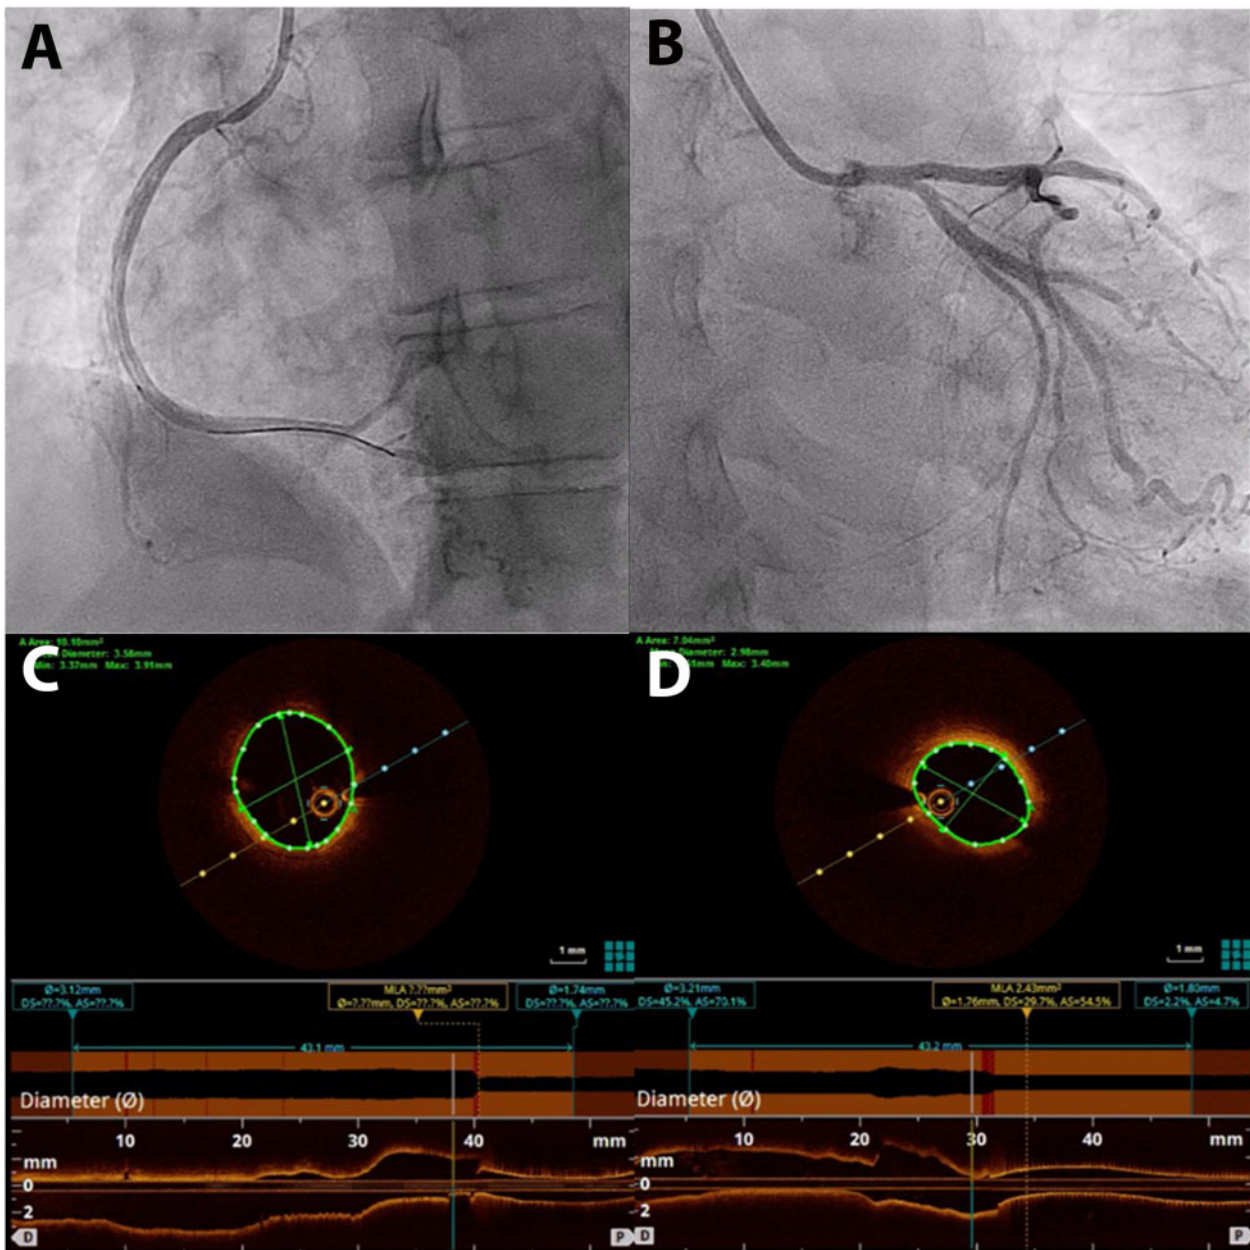 A
B
A Area: 10.10mm²
Diameter: 3.58mm
Min: 3.37mm Max: 3.91mm
C
1 mm
Ø=3.12mm
DS=??.?%, AS=??.?%
MLA ?.??mm²
Ø=?.??mm, DS=??.?%, AS=??.?%
Ø=1.74mm
DS=??.?%, AS=??.?%
43.1 mm
Diameter (Ø)
10 20 30 40 mm
mm
0
2
D P
A Area: 7.04mm²
Diameter: 2.98mm
Max: 3.40mm
D
1 mm
Ø=3.21mm
DS=45.2%, AS=70.1%
MLA 2.43mm²
Ø=1.76mm, DS=29.7%, AS=54.5%
Ø=1.80mm
DS=2.2%, AS=4.7%
43.2 mm
Diameter (Ø)
10 20 30 40 mm
mm
0
2
D P